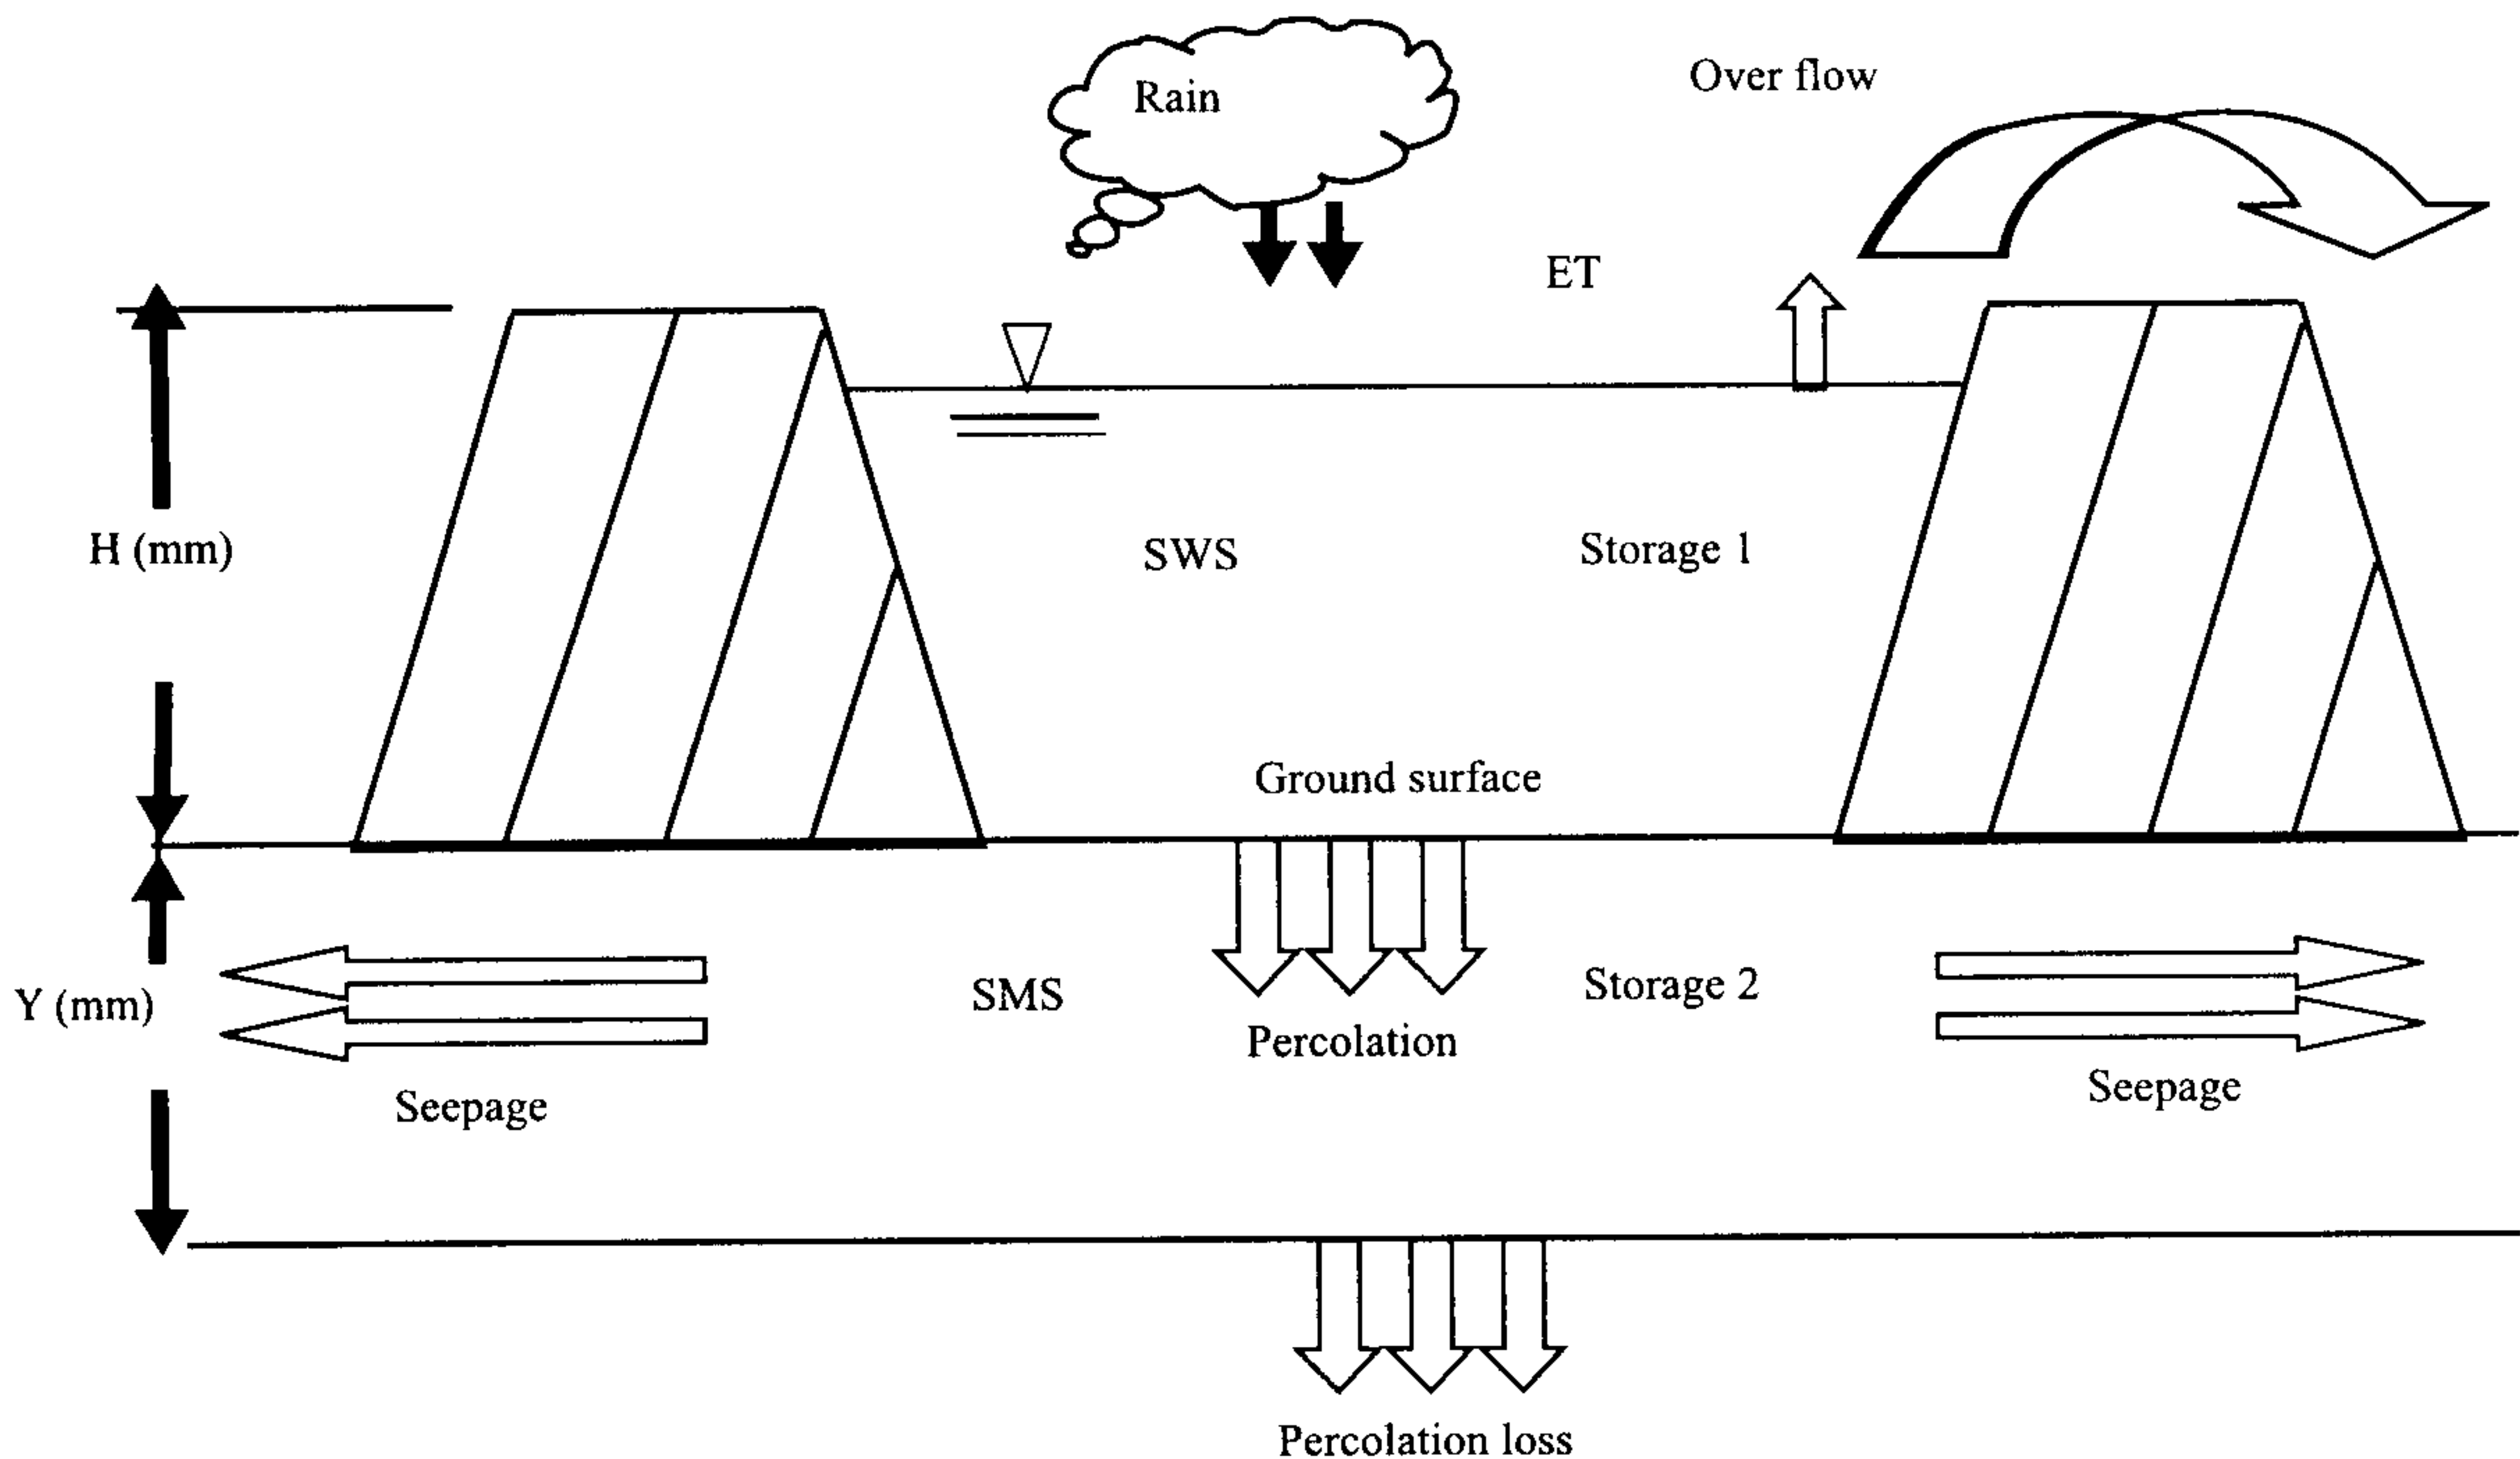 Rain
Over flow
ET
H (mm)
SWS
Storage 1
Ground surface
Y (mm)
SMS
Storage 2
Percolation
Seepage
Seepage
Percolation loss